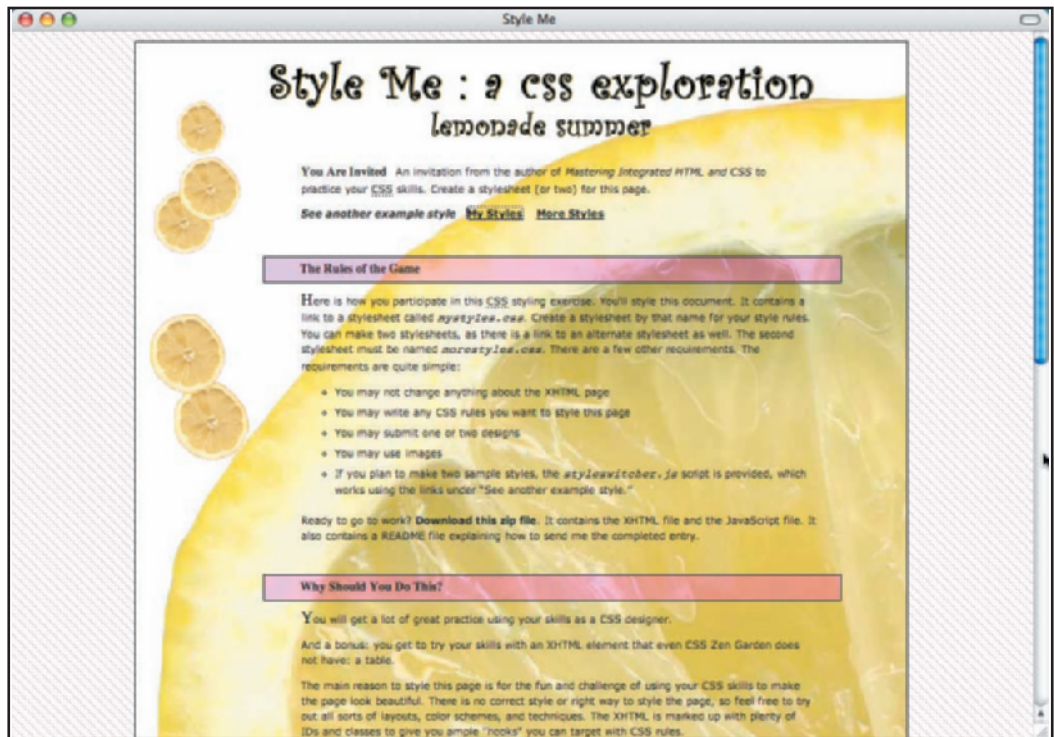 Style Me
Style Me : a css exploration
lemonade summer
You Are Invited An invitation from the author of Mastering Integrated HTML and CSS to
practice your CSS skills. Create a stylesheet (or two) for this page.
See another example style My Styles More Styles
The Rules of the Game
Here is how you participate in this CSS styling exercise. You'll style this document. It contains a
link to a stylesheet called mystyles.css. Create a stylesheet by that name for your style rules.
You can make two stylesheets, as there is a link to an alternate stylesheet as well. The second
stylesheet must be named morestyles.css. There are a few other requirements. The
requirements are quite simple:
You may not change anything about the XHTML page
You may write any CSS rules you want to style this page
You may submit one or two designs
You may use images
If you plan to make two sample styles, the styleswitcher.js script is provided, which
works using the links under "See another example style."
Ready to go to work? Download this zip file. It contains the XHTML file and the JavaScript file. It
also contains a README file explaining how to send me the completed entry.
Why Should You Do This?
You will get a lot of great practice using your skills as a CSS designer.
And a bonus: you get to try your skills with an XHTML element that even CSS Zen Garden does
not have: a table.
The main reason to style this page is for the fun and challenge of using your CSS skills to make
the page look beautiful. There is no correct style or right way to style the page, so feel free to try
out all sorts of layouts, color schemes, and techniques. The XHTML is marked up with plenty of
IDs and classes to give you ample "hooks" you can target with CSS rules.